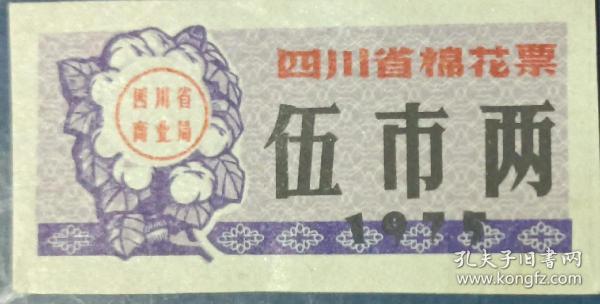 四川省棉花票
四川省
商业局
伍市两
1975
孔夫子旧书网
www.kongfz.com